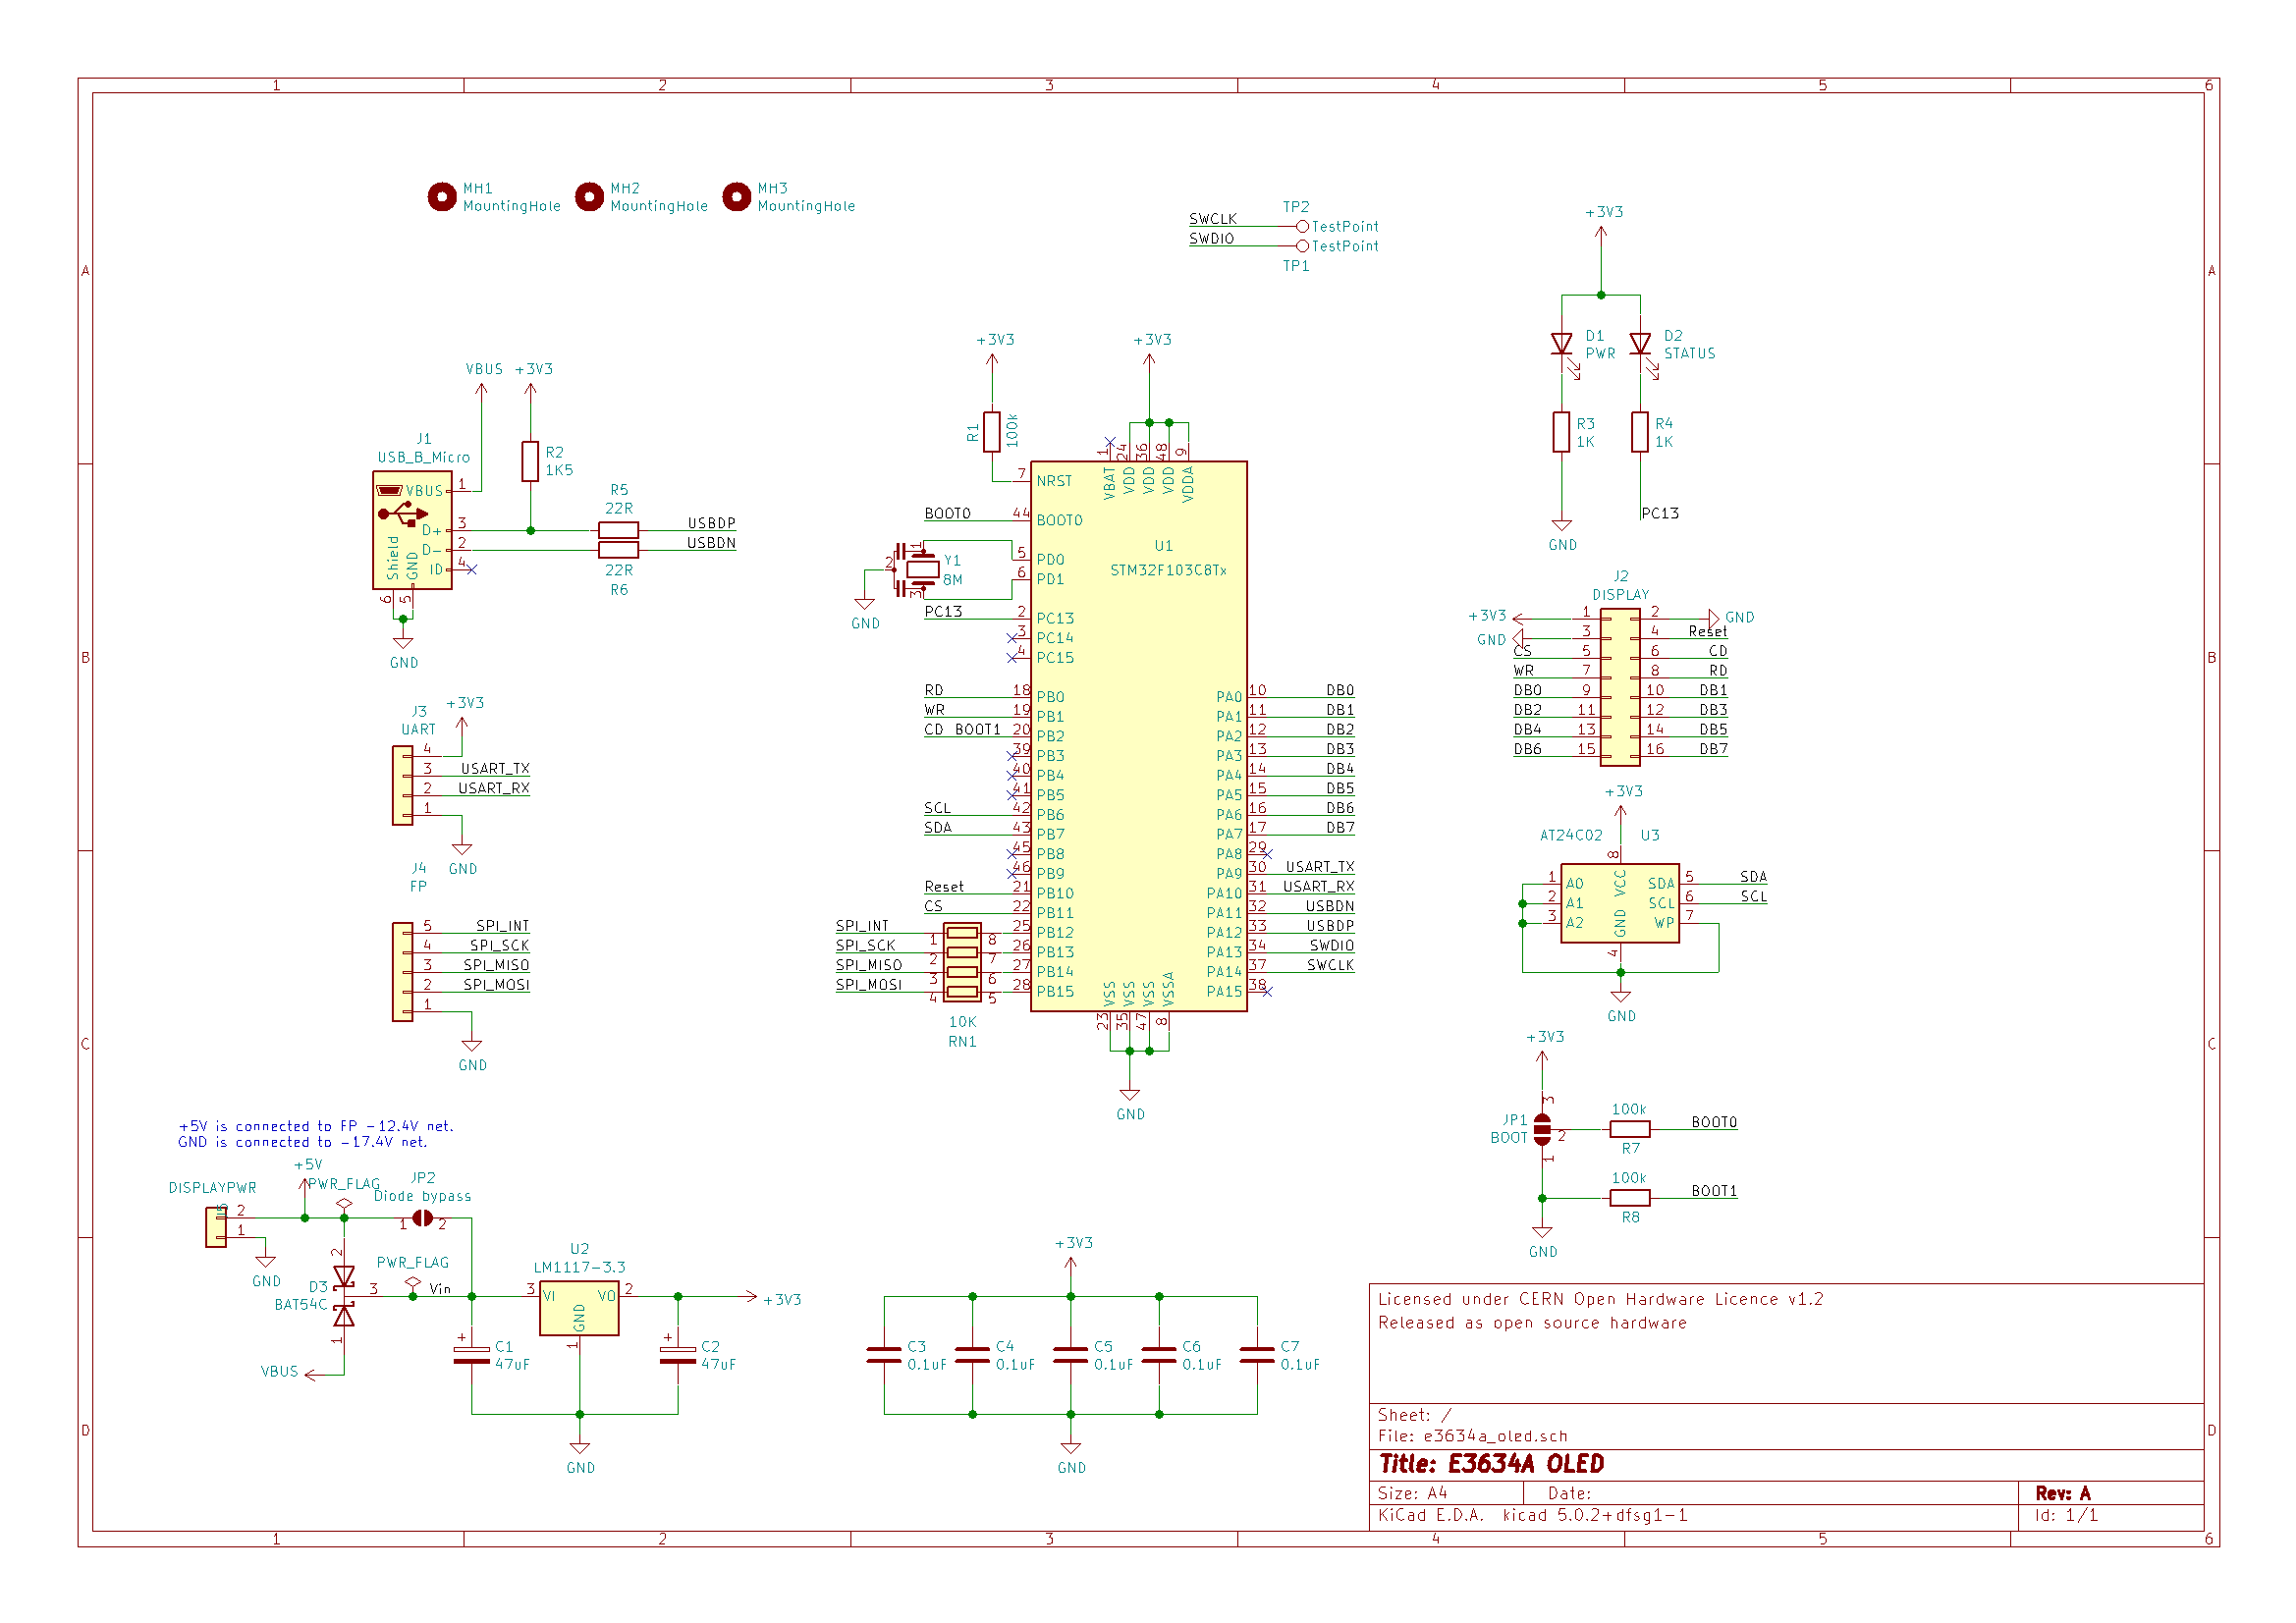 1 2 3 4 5 6
A A
B B
C C
D D
MH1
MountingHole
MH2
MountingHole
MH3
MountingHole
SWCLK
SWDIO
TP2
TestPoint
TestPoint
TP1
+3V3
D1
PWR
D2
STATUS
R3
1K
R4
1K
GND
PC13
VBUS +3V3
J1
USB_B_Micro
VBUS 1
D+ 3
D- 2
ID 4
Shield 6
GND 5
GND
R2
1K5
R5
22R
USBDP
USBDN
22R
R6
J3
UART
+3V3
4
3 USART_TX
2 USART_RX
1
GND
J4
FP
5 SPI_INT
4 SPI_SCK
3 SPI_MISO
2 SPI_MOSI
1
GND
+3V3
R1
100k
+3V3
1 VBAT
24 VDD
36 VDD
48 VDD
9 VDDA
U1
STM32F103C8Tx
7 NRST
BOOT0 44 BOOT0
5 PD0
6 PD1
Y1
8M
1
2
3
GND
PC13 2 PC13
3 PC14
4 PC15
RD 18 PB0
WR 19 PB1
CD BOOT1 20 PB2
39 PB3
40 PB4
41 PB5
SCL 42 PB6
SDA 43 PB7
45 PB8
46 PB9
Reset 21 PB10
CS 22 PB11
SPI_INT 1 8 25 PB12
SPI_SCK 2 7 26 PB13
SPI_MISO 3 6 27 PB14
SPI_MOSI 4 5 28 PB15
10K
RN1
PA0 10 DB0
PA1 11 DB1
PA2 12 DB2
PA3 13 DB3
PA4 14 DB4
PA5 15 DB5
PA6 16 DB6
PA7 17 DB7
PA8 29
PA9 30 USART_TX
PA10 31 USART_RX
PA11 32 USBDN
PA12 33 USBDP
PA13 34 SWDIO
PA14 37 SWCLK
PA15 38
VSS 23
VSS 35
VSS 47
VSSA 8
GND
J2
DISPLAY
+3V3 1 2 GND
GND 3 4 Reset
CS 5 6 CD
WR 7 8 RD
DB0 9 10 DB1
DB2 11 12 DB3
DB4 13 14 DB5
DB6 15 16 DB7
+3V3
AT24C02 U3
8 VCC
1 A0 SDA 5 SDA
2 A1 SCL 6 SCL
3 A2 WP 7
GND 4
GND
+3V3
JP1
BOOT
3
2
1
100k
R7
BOOT0
100k
R8
BOOT1
GND
+5V is connected to FP -12.4V net.
GND is connected to -17.4V net.
+5V
DISPLAYPWR
J5
2
1
GND
PWR_FLAG
JP2
Diode bypass
1 2
PWR_FLAG
Vin
D3
BAT54C
2
3
1
VBUS
U2
LM1117-3.3
3 VI VO 2
GND
1
+3V3
C1
47uF
C2
47uF
GND
+3V3
C3
0.1uF
C4
0.1uF
C5
0.1uF
C6
0.1uF
C7
0.1uF
GND
Licensed under CERN Open Hardware Licence v1.2
Released as open source hardware
Sheet: /
File: e3634a_oled.sch
Title: E3634A OLED
Size: A4 Date: Rev: A
KiCad E.D.A. kicad 5.0.2+dfsg1-1 Id: 1/1
1 2 3 4 5 6